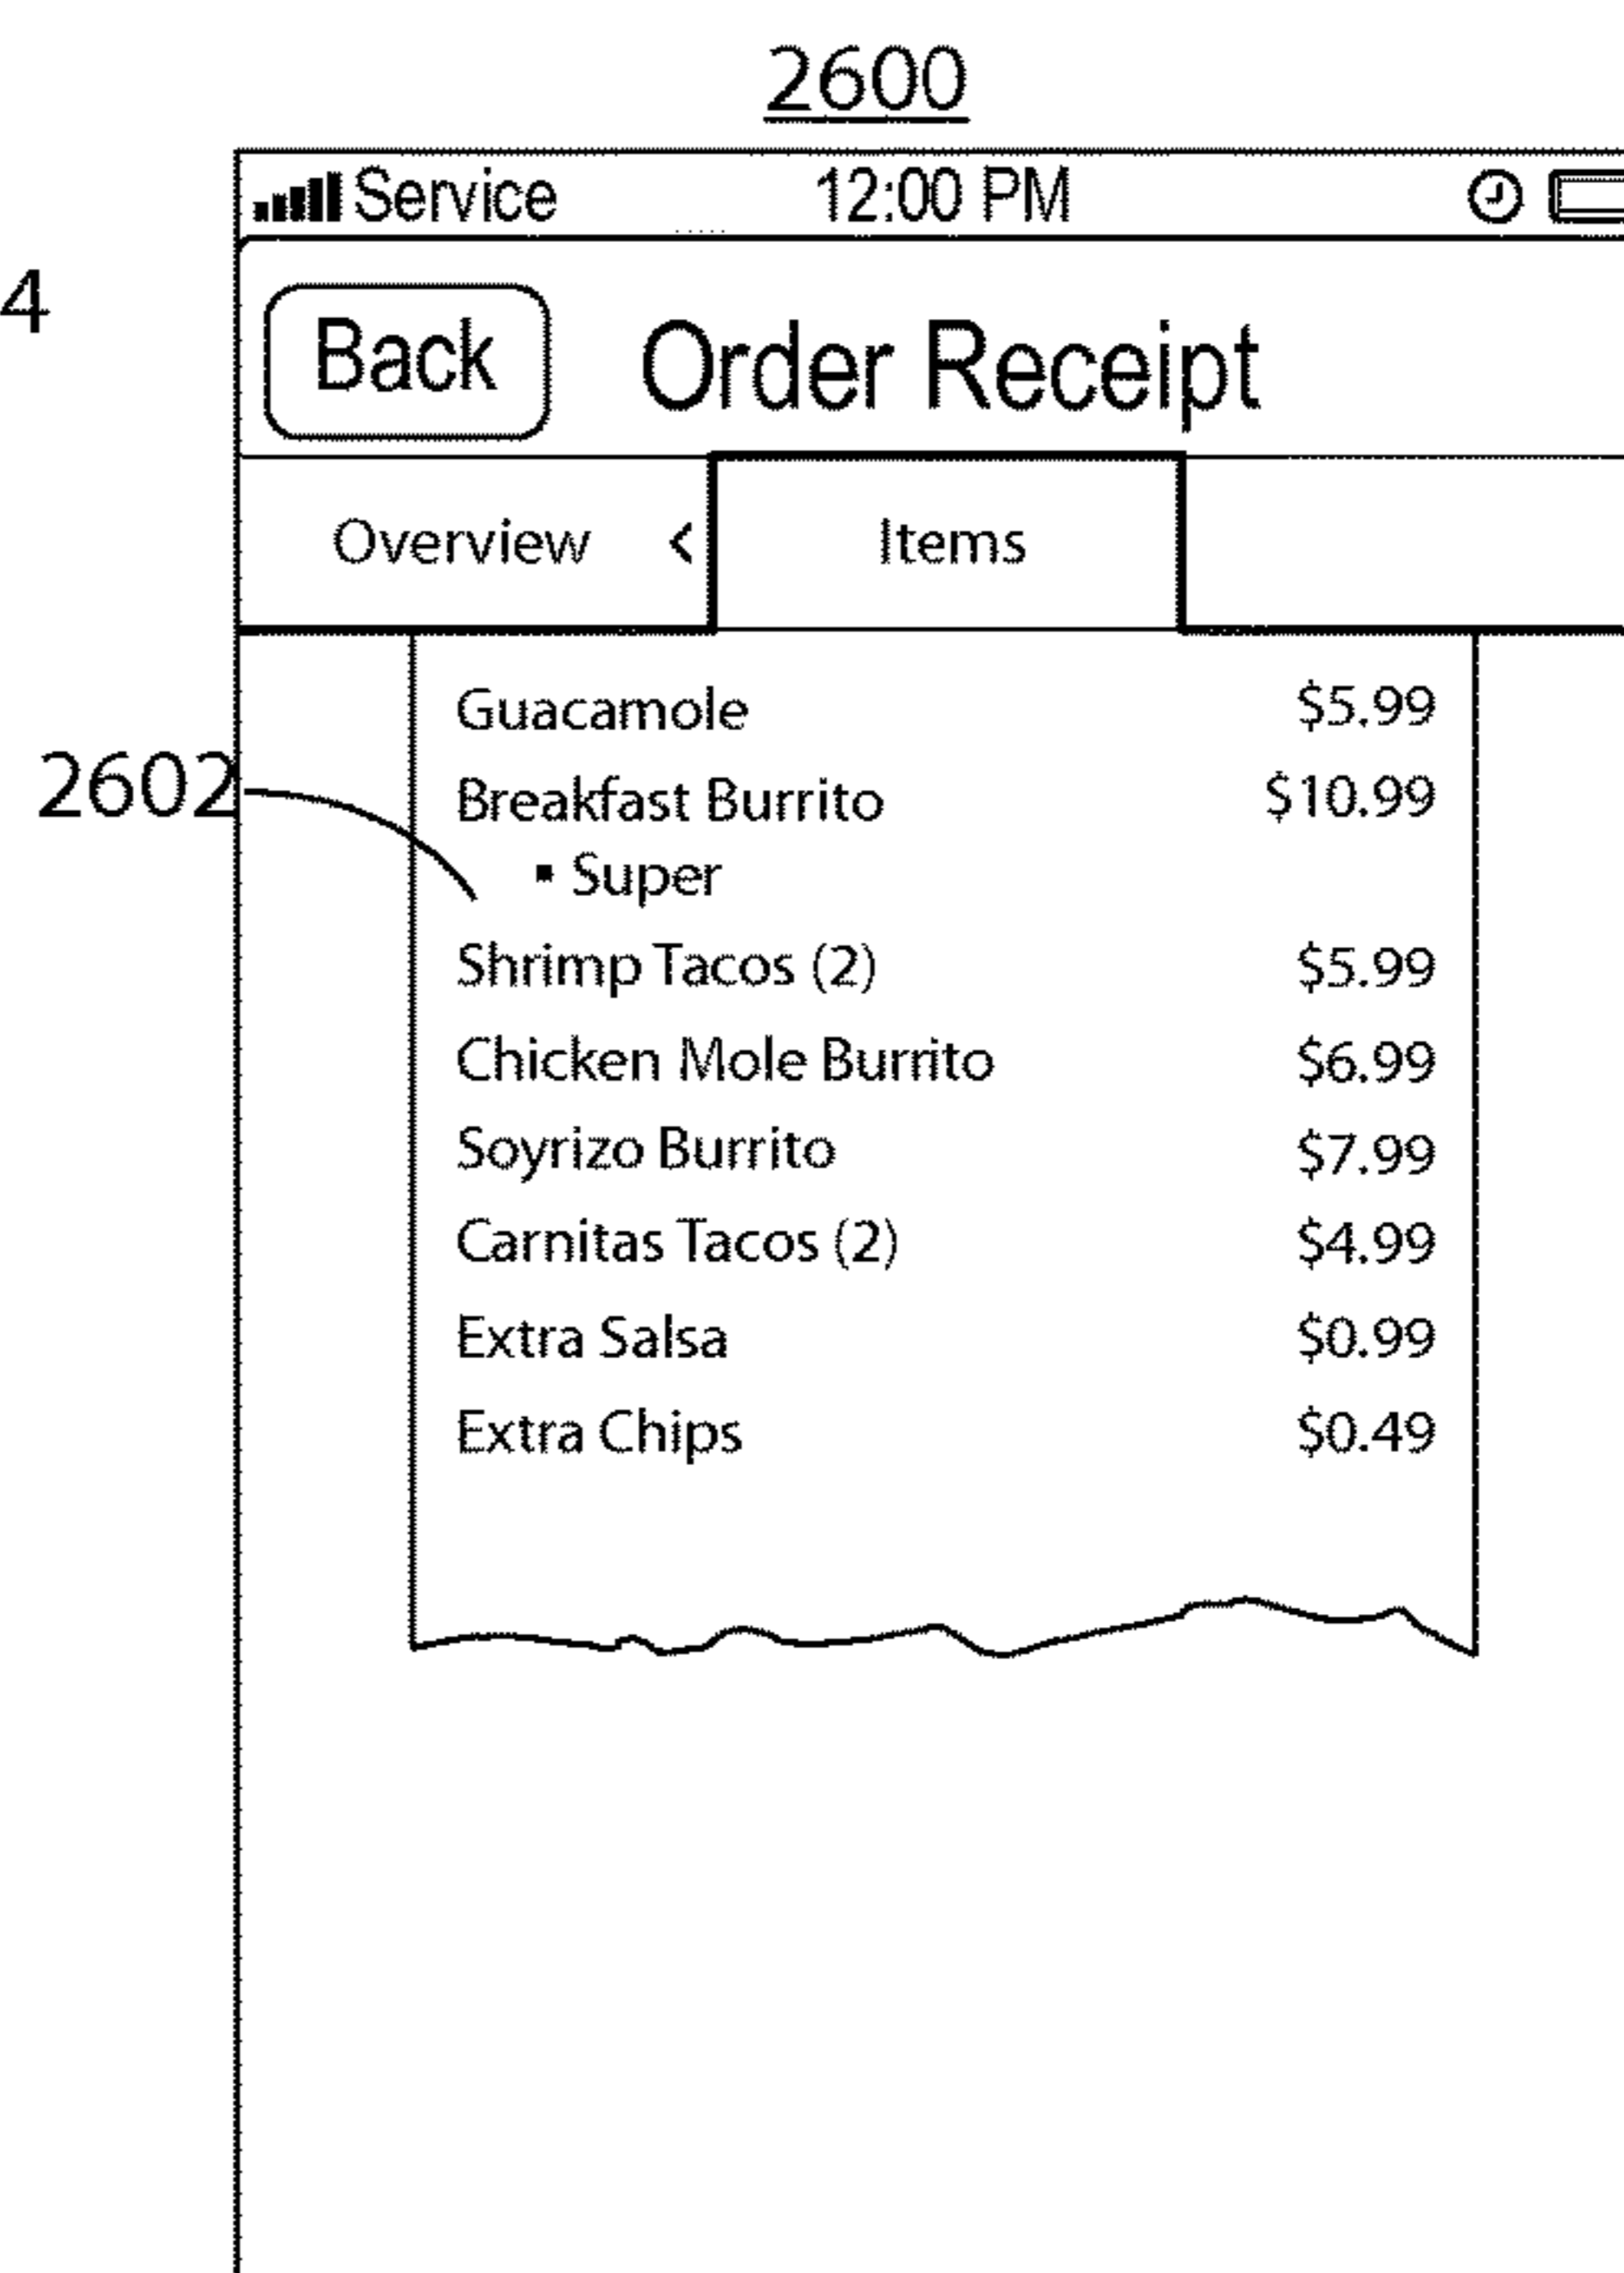 2600
Service 12:00 PM
4
Back Order Receipt
Overview < Items
Guacamole $5.99
2602
Breakfast Burrito $10.99
▪ Super
Shrimp Tacos (2) $5.99
Chicken Mole Burrito $6.99
Soyrizo Burrito $7.99
Carnitas Tacos (2) $4.99
Extra Salsa $0.99
Extra Chips $0.49